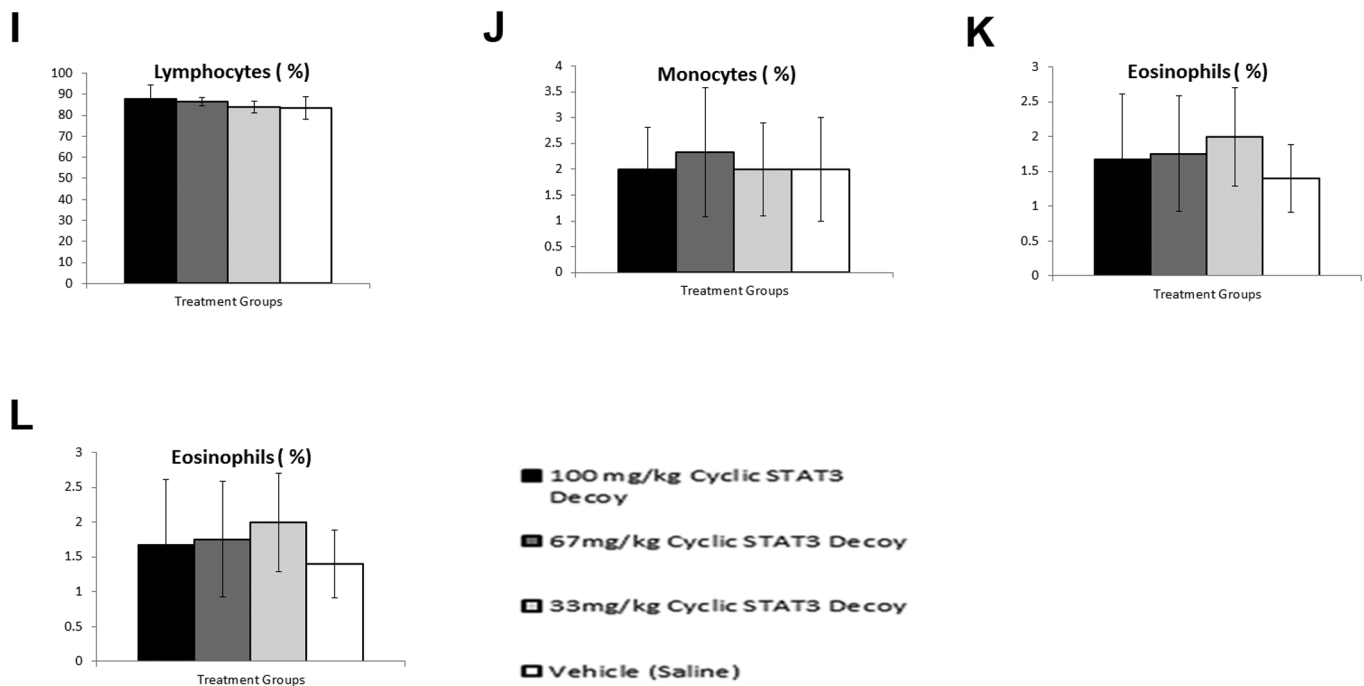 I
Lymphocytes ( %)
100
90
80
70
60
50
40
30
20
10
0
Treatment Groups
J
Monocytes ( %)
4
3.5
3
2.5
2
1.5
1
0.5
0
Treatment Groups
K
Eosinophils ( %)
3
2.5
2
1.5
1
0.5
0
Treatment Groups
L
Eosinophils ( %)
3
2.5
2
1.5
1
0.5
0
Treatment Groups
100 mg/kg Cyclic STAT3
Decoy
67mg/kg Cyclic STAT3 Decoy
33mg/kg Cyclic STAT3 Decoy
Vehicle (Saline)